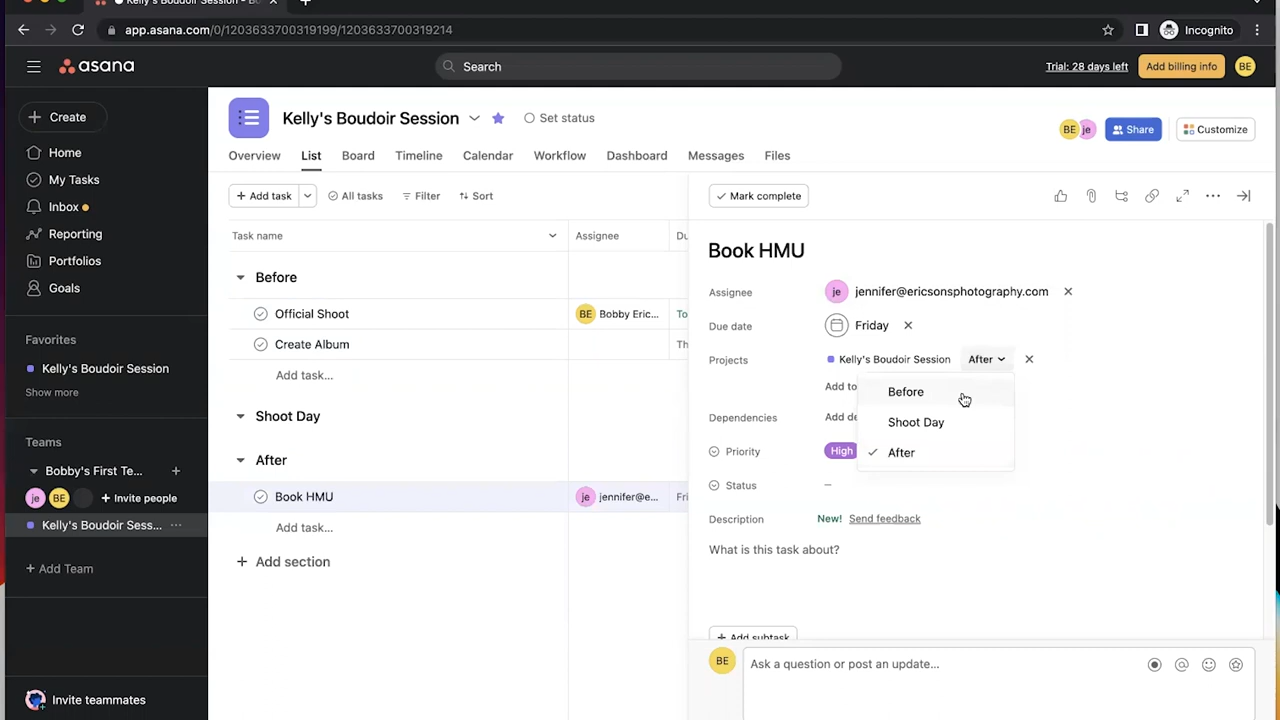 Kelly's Boudoir Session - Bo
app.asana.com/0/1203633700319199/1203633700319214
Incognito
asana
Search
Trial: 28 days left
Add billing info
BE
Create
Home
My Tasks
Inbox
Reporting
Portfolios
Goals
Favorites
Kelly's Boudoir Session
Show more
Teams
Bobby's First Te...
je BE Invite people
Kelly's Boudoir Sess...
+ Add Team
Invite teammates
Kelly's Boudoir Session
Set status
BE je
Share
Customize
Overview List Board Timeline Calendar Workflow Dashboard Messages Files
+ Add task
All tasks
Filter
Sort
Task name Assignee Du
Before
Official Shoot BE Bobby Eric... To
Create Album Th
Add task...
Shoot Day
After
Book HMU je jennifer@e... Fri
Add task...
+ Add section
Mark complete
Book HMU
Assignee je jennifer@ericsonsphotography.com
Due date Friday
Projects Kelly's Boudoir Session After
Add to
Before
Shoot Day
After
Dependencies Add de
Priority High
Status –
Description New! Send feedback
What is this task about?
+ Add subtask
BE Ask a question or post an update...